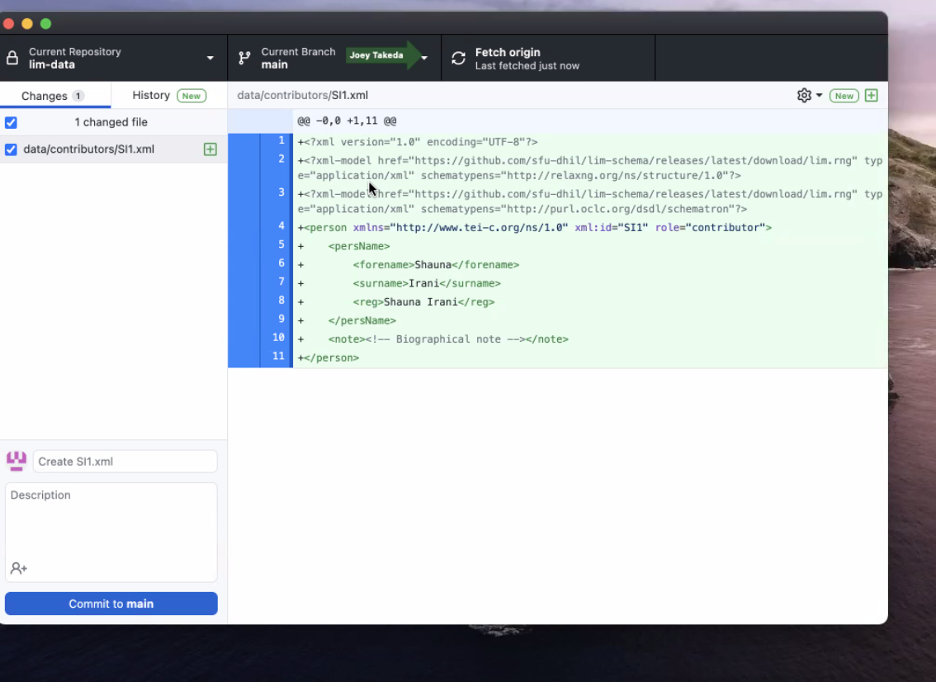 Current Repository
lim-data
Current Branch
main
Joey Takeda
Fetch origin
Last fetched just now
Changes 1
History New
data/contributors/SI1.xml
New
1 changed file
data/contributors/SI1.xml
@@ -0,0 +1,11 @@
1 +<?xml version="1.0" encoding="UTF-8"?>
2 +<?xml-model href="https://github.com/sfu-dhil/lim-schema/releases/latest/download/lim.rng" typ
e="application/xml" schematypens="http://relaxng.org/ns/structure/1.0"?>
3 +<?xml-model href="https://github.com/sfu-dhil/lim-schema/releases/latest/download/lim.rng" typ
e="application/xml" schematypens="http://purl.oclc.org/dsdl/schematron"?>
4 +<person xmlns="http://www.tei-c.org/ns/1.0" xml:id="SI1" role="contributor">
5 + <persName>
6 + <forename>Shauna</forename>
7 + <surname>Irani</surname>
8 + <reg>Shauna Irani</reg>
9 + </persName>
10 + <note><!-- Biographical note --></note>
11 +</person>
Create SI1.xml
Description
Commit to main